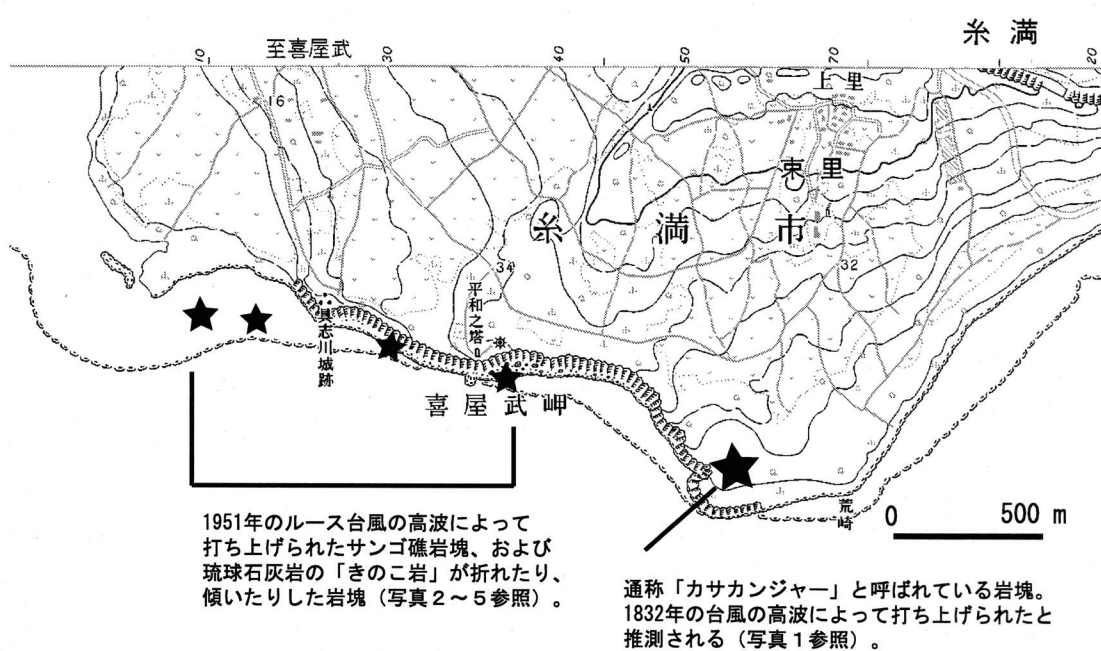 糸満
至喜屋武
10
30
40
50
70
20
16
上里
束里
糸満市
34
32
平和之塔
具志川城跡
喜屋武岬
荒崎
0 500 m
1951年のルース台風の高波によって
打ち上げられたサンゴ礁岩塊、および
琉球石灰岩の「きのこ岩」が折れたり、
傾いたりした岩塊（写真２～５参照）。
通称「カサカンジャー」と呼ばれている岩塊。
1832年の台風の高波によって打ち上げられたと
推測される（写真１参照）。